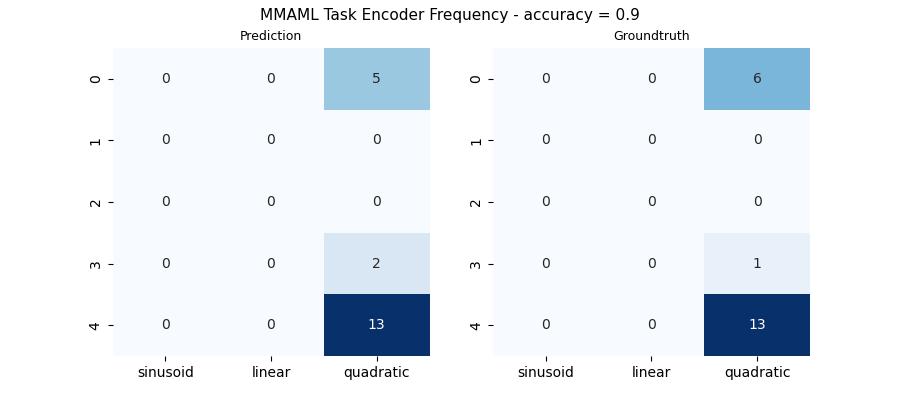 MMAML Task Encoder Frequency - accuracy = 0.9
Prediction Groundtruth
0 0 0 5 0 0 0 6
1 0 0 0 1 0 0 0
2 0 0 0 2 0 0 0
3 0 0 2 3 0 0 1
4 0 0 13 4 0 0 13
sinusoid linear quadratic sinusoid linear quadratic